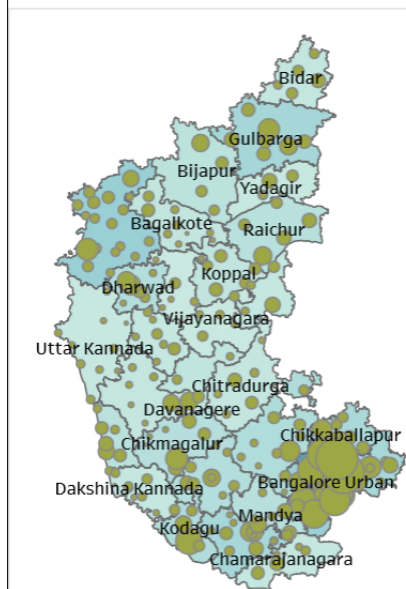 Bidar
Gulbarga
Bijapur
Yadagir
Bagalkote
Raichur
Koppal
Dharwad
Vijayanagara
Uttar Kannada
Chitradurga
Davanagere
Chikkaballapur
Chikmagalur
Bangalore Urban
Dakshina Kannada
Mandya
Kodagu
Chamarajanagara